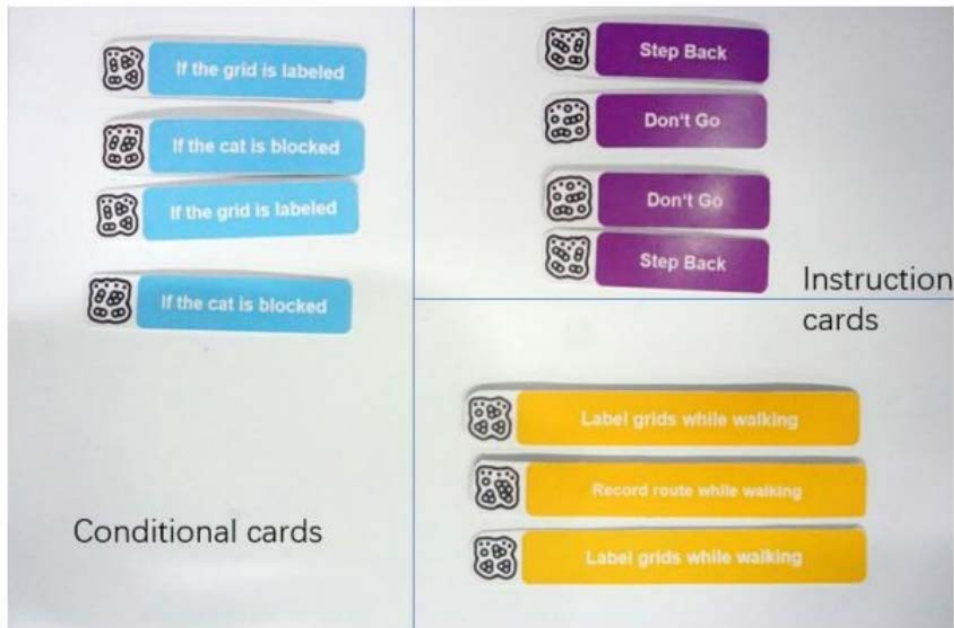 If the grid is labeled
If the cat is blocked
If the grid is labeled
If the cat is blocked
Conditional cards
Step Back
Don't Go
Don't Go
Step Back
Instruction
cards
Label grids while walking
Record route while walking
Label grids while walking